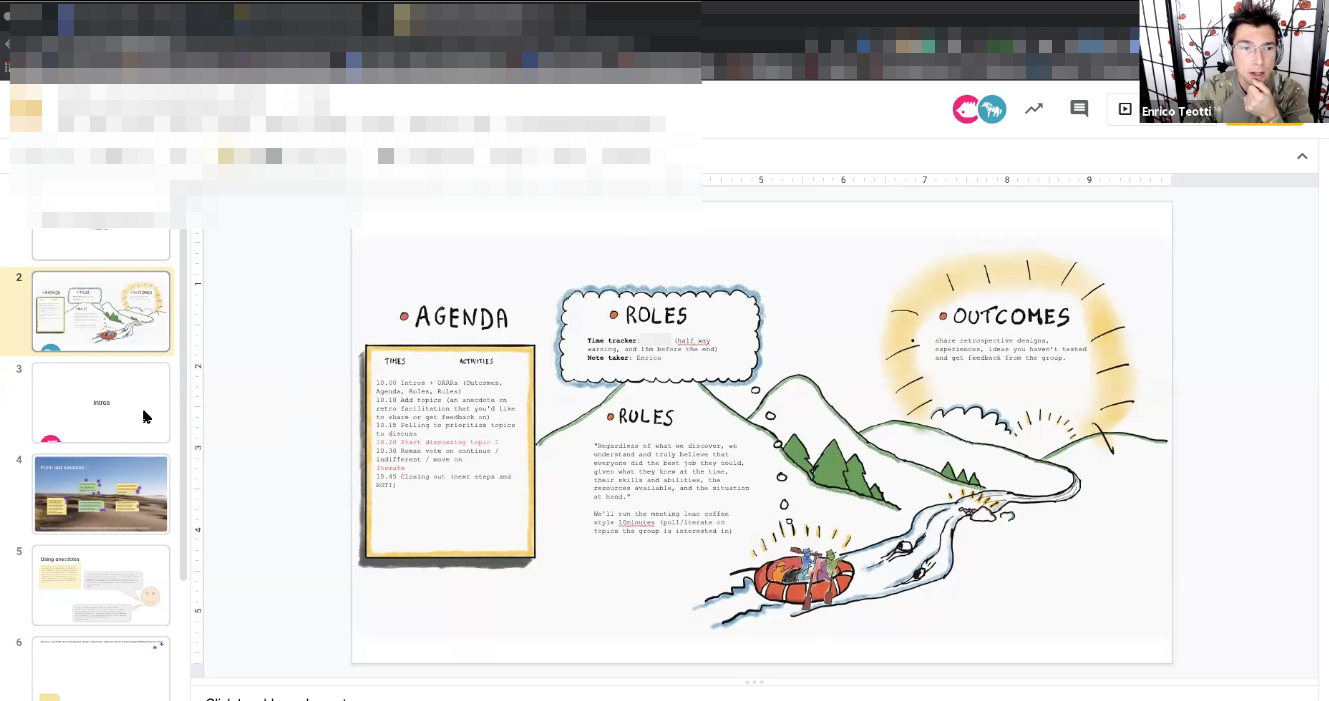 Enrico Teotti
5 6 7 8 9
1
2
3
4
5
2
3
Intros
4
From last sessions
5
Using anecdotes
6
AGENDA
TIMES ACTIVITIES
10.00 Intros + OARRs (Outcomes,
Agenda, Roles, Rules)
10.10 Add topics (an anecdote on
retro facilitation that you'd like
to share or get feedback on)
10.15 Polling to prioritize topics
to discuss
10.20 Start discussing topic 1
10.30 Roman vote on continue /
indifferent / move on
Iterate
10.45 Closing out (next steps and
ROTI)
ROLES
Time tracker: (half way
warning, and 15m before the end)
Note taker: Enrico
RULES
"Regardless of what we discover, we
understand and truly believe that
everyone did the best job they could,
given what they knew at the time,
their skills and abilities, the
resources available, and the situation
at hand."
We'll run the meeting lean coffee
style 10minutes (poll/iterate on
topics the group is interested in)
OUTCOMES
share retrospective designs,
experiences, ideas you haven't tested
and get feedback from the group.